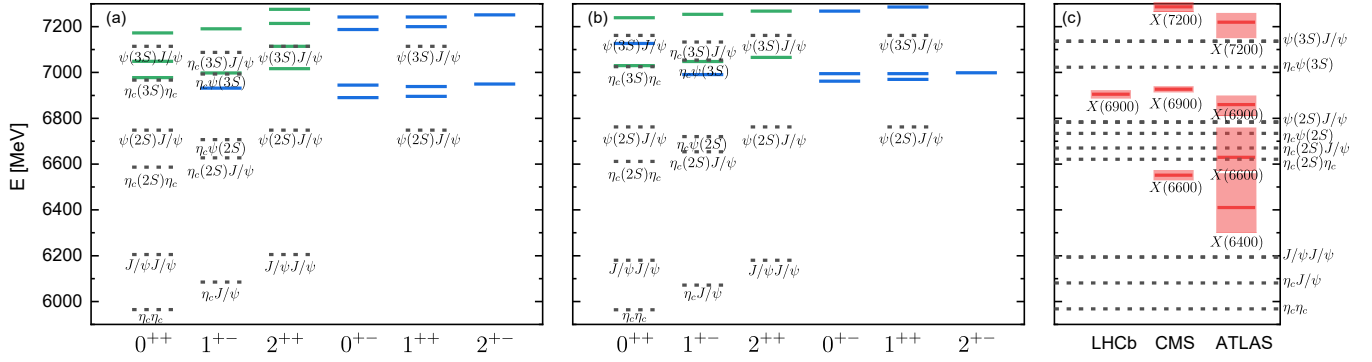 E [MeV]
7200
7000
6800
6600
6400
6200
6000
(a)
ψ(3S)J/ψ
η_c(3S)η_c
ψ(2S)J/ψ
η_c(2S)η_c
J/ψJ/ψ
η_cη_c
η_c(3S)J/ψ
η_cψ(3S)
η_cψ(2S)
η_c(2S)J/ψ
η_cJ/ψ
ψ(3S)J/ψ
ψ(2S)J/ψ
J/ψJ/ψ
ψ(3S)J/ψ
ψ(2S)J/ψ
0⁺⁺ 1⁺⁻ 2⁺⁺ 0⁺⁻ 1⁺⁺ 2⁺⁻
(b)
ψ(3S)J/ψ
η_c(3S)η_c
ψ(2S)J/ψ
η_c(2S)η_c
J/ψJ/ψ
η_cη_c
η_c(3S)J/ψ
η_cψ(3S)
η_cψ(2S)
η_c(2S)J/ψ
η_cJ/ψ
ψ(3S)J/ψ
ψ(2S)J/ψ
J/ψJ/ψ
ψ(3S)J/ψ
ψ(2S)J/ψ
0⁺⁺ 1⁺⁻ 2⁺⁺ 0⁺⁻ 1⁺⁺ 2⁺⁻
(c)
X(6900)
X(7200)
X(6900)
X(6600)
X(7200)
X(6900)
X(6600)
X(6400)
ψ(3S)J/ψ
η_cψ(3S)
ψ(2S)J/ψ
η_cψ(2S)
η_c(2S)J/ψ
η_c(2S)η_c
J/ψJ/ψ
η_cJ/ψ
η_cη_c
LHCb CMS ATLAS